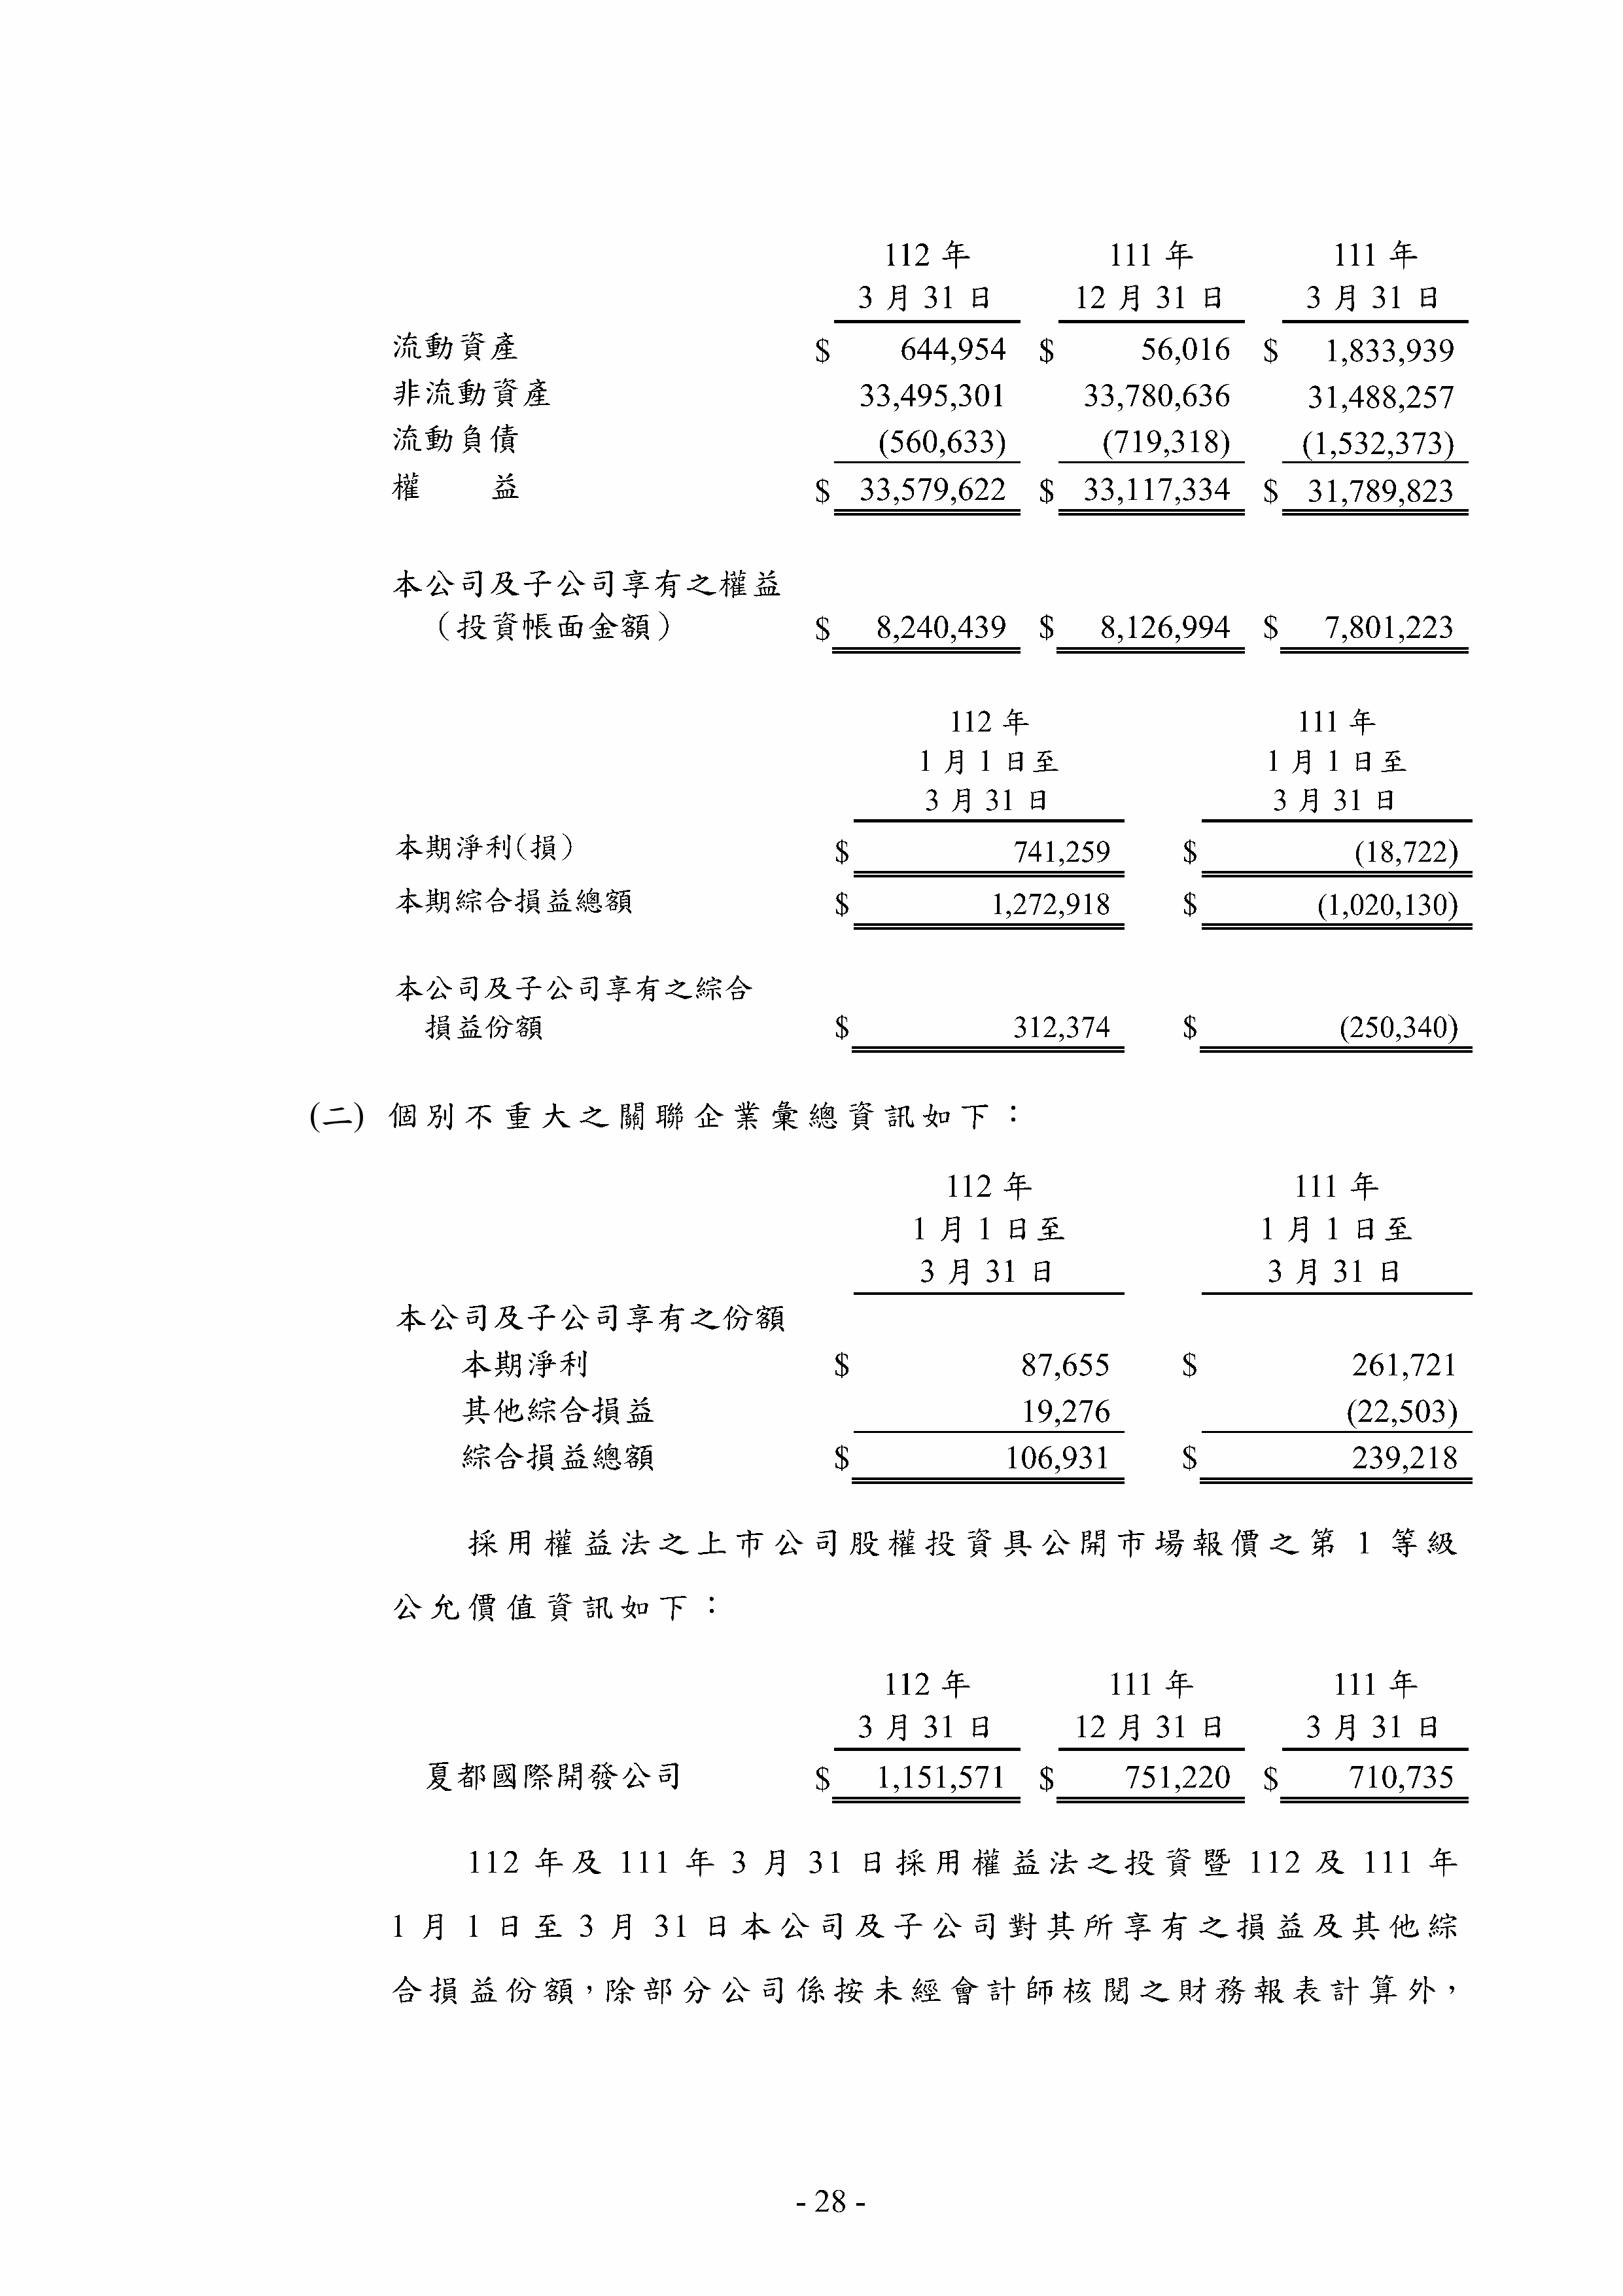 112 年 111 年 111 年
3 月 31 日 12 月 31 日 3 月 31 日
流動資產 $ 644,954 $ 56,016 $ 1,833,939
非流動資產 33,495,301 33,780,636 31,488,257
流動負債 (560,633) (719,318) (1,532,373)
權 益 $ 33,579,622 $ 33,117,334 $ 31,789,823
本公司及子公司享有之權益
（投資帳面金額） $ 8,240,439 $ 8,126,994 $ 7,801,223
112 年 111 年
1 月 1 日至 1 月 1 日至
3 月 31 日 3 月 31 日
本期淨利(損) $ 741,259 $ (18,722)
本期綜合損益總額 $ 1,272,918 $ (1,020,130)
本公司及子公司享有之綜合
損益份額 $ 312,374 $ (250,340)
(二) 個別不重大之關聯企業彙總資訊如下：
112 年 111 年
1 月 1 日至 1 月 1 日至
3 月 31 日 3 月 31 日
本公司及子公司享有之份額
本期淨利 $ 87,655 $ 261,721
其他綜合損益 19,276 (22,503)
綜合損益總額 $ 106,931 $ 239,218
採用權益法之上市公司股權投資具公開市場報價之第 1 等級
公允價值資訊如下：
112 年 111 年 111 年
3 月 31 日 12 月 31 日 3 月 31 日
夏都國際開發公司 $ 1,151,571 $ 751,220 $ 710,735
112 年及 111 年 3 月 31 日採用權益法之投資暨 112 及 111 年
1 月 1 日至 3 月 31 日本公司及子公司對其所享有之損益及其他綜
合損益份額，除部分公司係按未經會計師核閱之財務報表計算外，
- 28 -